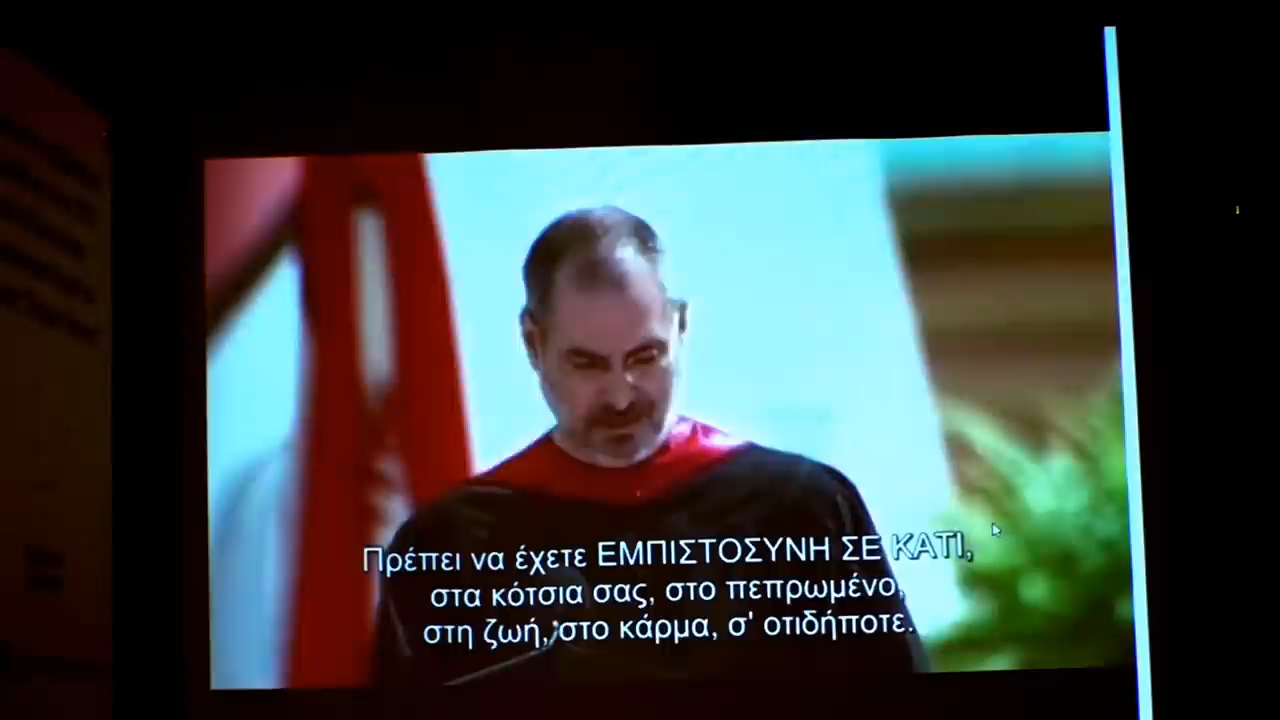 Πρέπει να έχετε ΕΜΠΙΣΤΟΣΥΝΗ ΣΕ ΚΑΤΙ,
στα κότσια σας, στο πεπρωμένο,
στη ζωή, στο κάρμα, σ' οτιδήποτε.